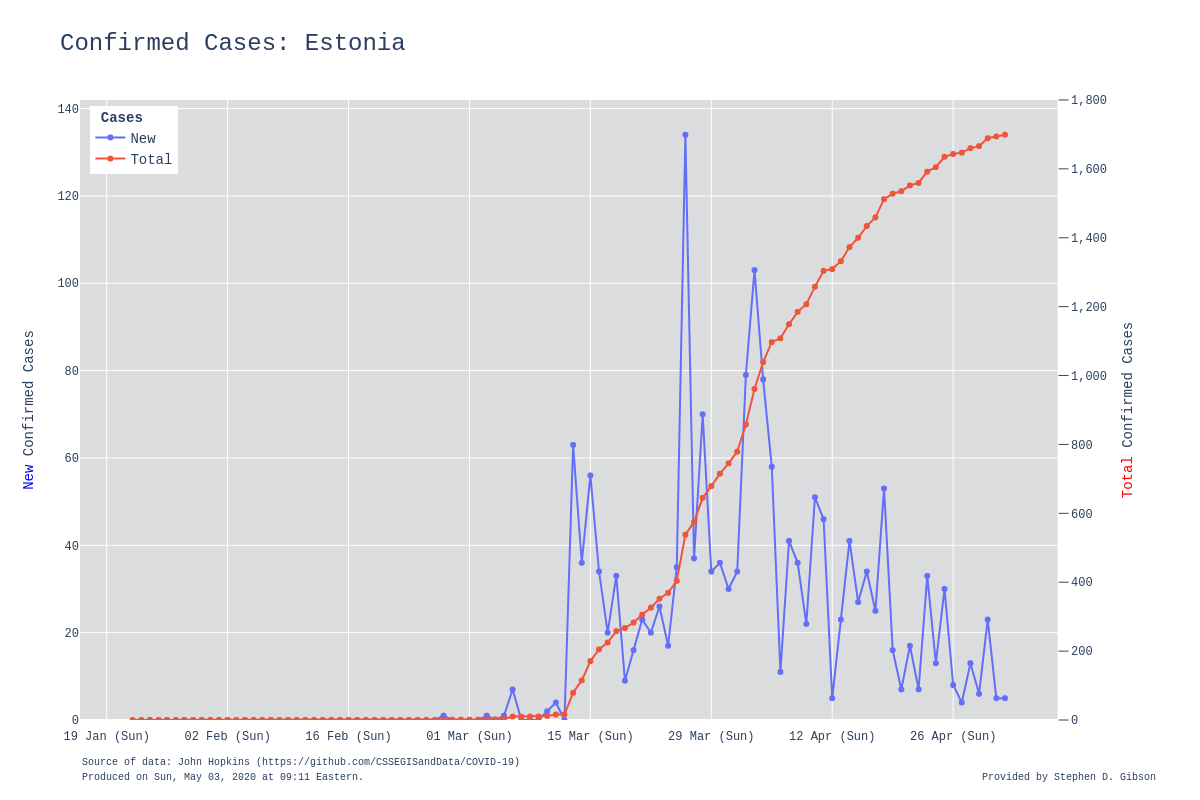 Confirmed Cases: Estonia
Cases
New
Total
140
120
100
80
60
40
20
0
New Confirmed Cases
1,800
1,600
1,400
1,200
1,000
800
600
400
200
0
Total Confirmed Cases
19 Jan (Sun)
02 Feb (Sun)
16 Feb (Sun)
01 Mar (Sun)
15 Mar (Sun)
29 Mar (Sun)
12 Apr (Sun)
26 Apr (Sun)
Source of data: John Hopkins (https://github.com/CSSEGISandData/COVID-19)
Produced on Sun, May 03, 2020 at 09:11 Eastern.
Provided by Stephen D. Gibson